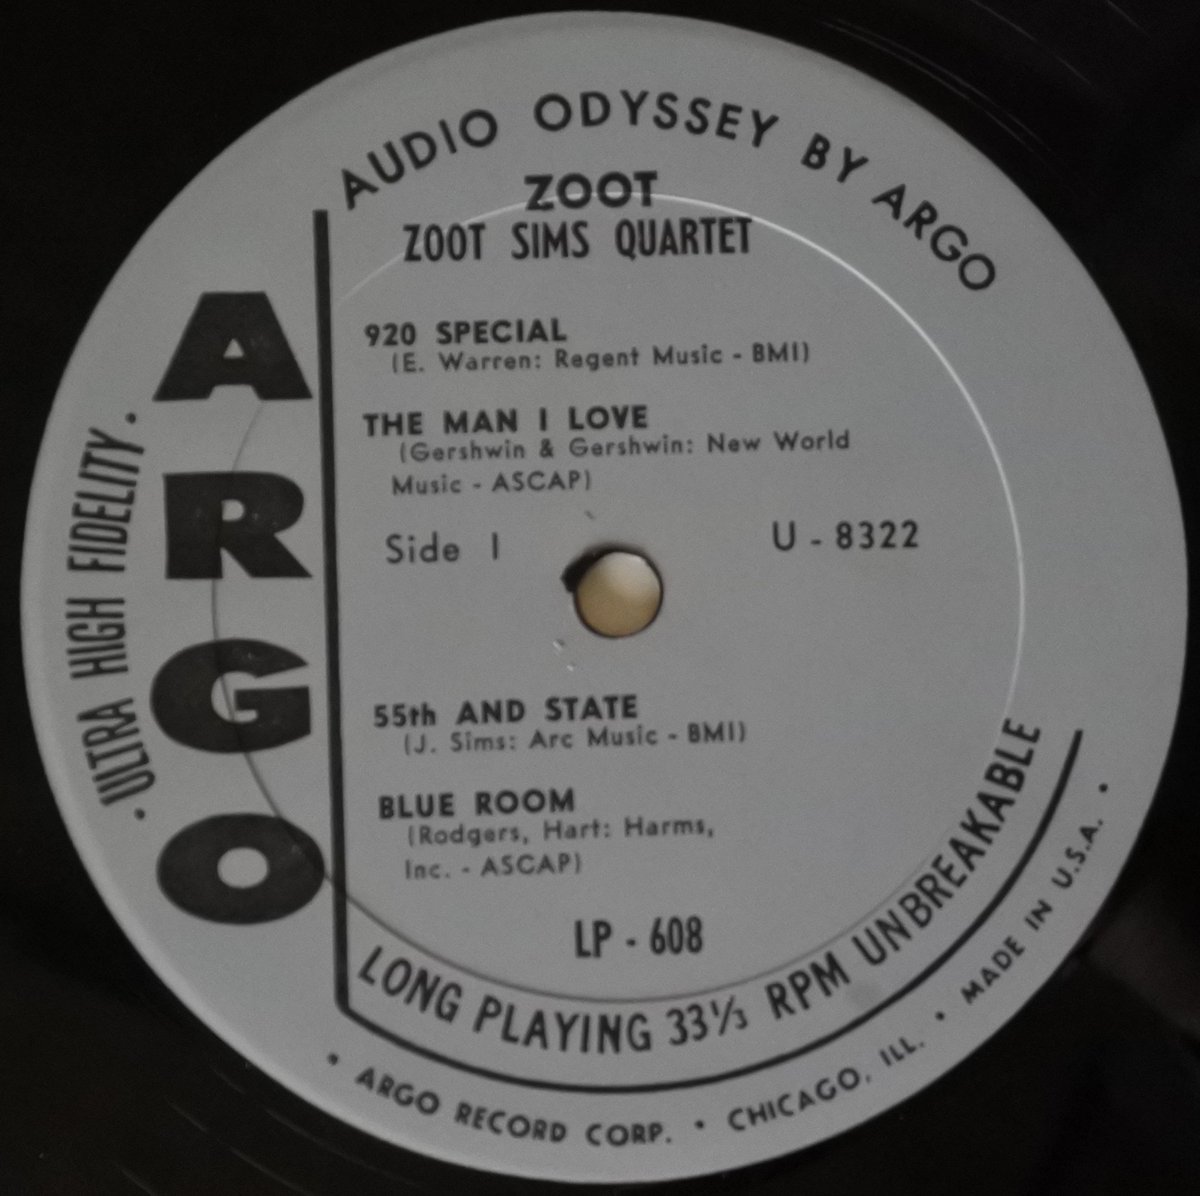 AUDIO ODYSSEY BY ARGO
ZOOT
ZOOT SIMS QUARTET
ARGO
· ULTRA HIGH FIDELITY ·
920 SPECIAL
(E. Warren: Regent Music - BMI)
THE MAN I LOVE
(Gershwin & Gershwin: New World
Music - ASCAP)
Side 1
U - 8322
55th AND STATE
(J. Sims: Arc Music - BMI)
BLUE ROOM
(Rodgers, Hart: Harms,
Inc. - ASCAP)
LP - 608
LONG PLAYING 33⅓ RPM UNBREAKABLE
· ARGO RECORD CORP. · CHICAGO, ILL. · MADE IN U.S.A. ·